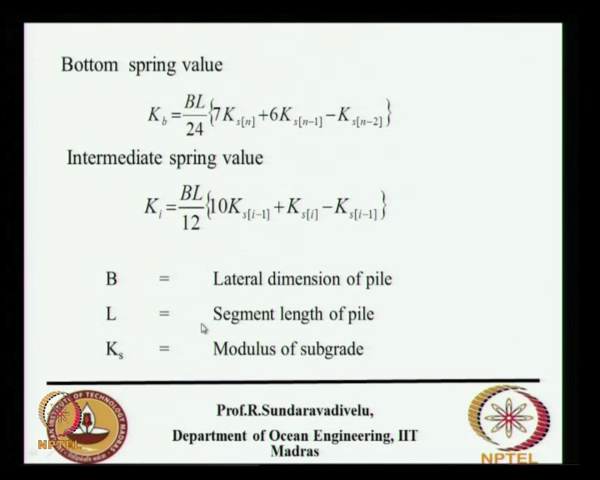 Bottom spring value
K_b = BL/24 {7K_s[n] + 6K_s[n-1] − K_s[n-2]}
Intermediate spring value
K_i = BL/12 {10K_s[i-1] + K_s[i] − K_s[i-1]}
B = Lateral dimension of pile
L = Segment length of pile
K_s = Modulus of subgrade
Prof.R.Sundaravadivelu,
Department of Ocean Engineering, IIT
Madras
NPTEL
NPTEL